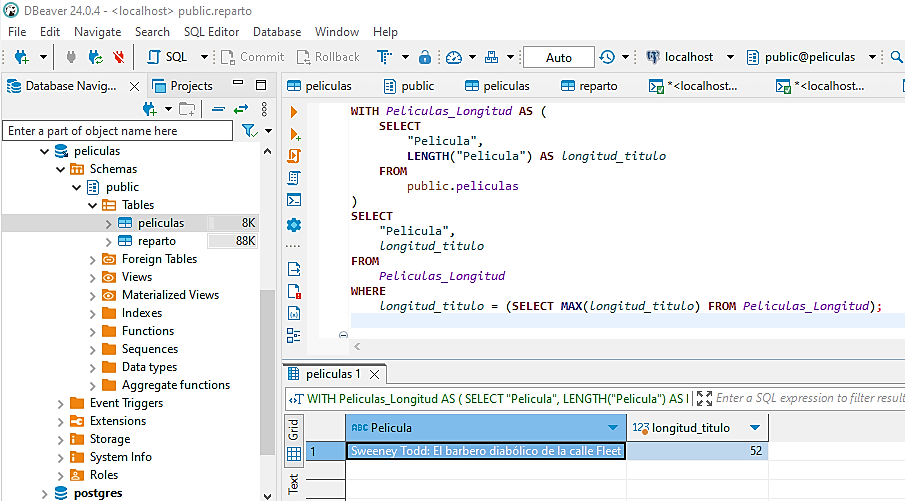 DBeaver 24.0.4 - <localhost> public.reparto
File Edit Navigate Search SQL Editor Database Window Help
SQL Commit Rollback T Auto localhost public@peliculas
Database Navig... Projects
peliculas public peliculas reparto *<localhost... *<localhost...
Enter a part of object name here
peliculas
Schemas
public
Tables
peliculas 8K
reparto 88K
Foreign Tables
Views
Materialized Views
Indexes
Functions
Sequences
Data types
Aggregate functions
Event Triggers
Extensions
Storage
System Info
Roles
postgres
WITH Peliculas_Longitud AS (
SELECT
"Pelicula",
LENGTH("Pelicula") AS longitud_titulo
FROM
public.peliculas
)
SELECT
"Pelicula",
longitud_titulo
FROM
Peliculas_Longitud
WHERE
longitud_titulo = (SELECT MAX(longitud_titulo) FROM Peliculas_Longitud);
peliculas 1
WITH Peliculas_Longitud AS ( SELECT "Pelicula", LENGTH("Pelicula") AS l Enter a SQL expression to filter result
Grid
Text
ABC Pelicula 123 longitud_titulo
1 Sweeney Todd: El barbero diabólico de la calle Fleet 52